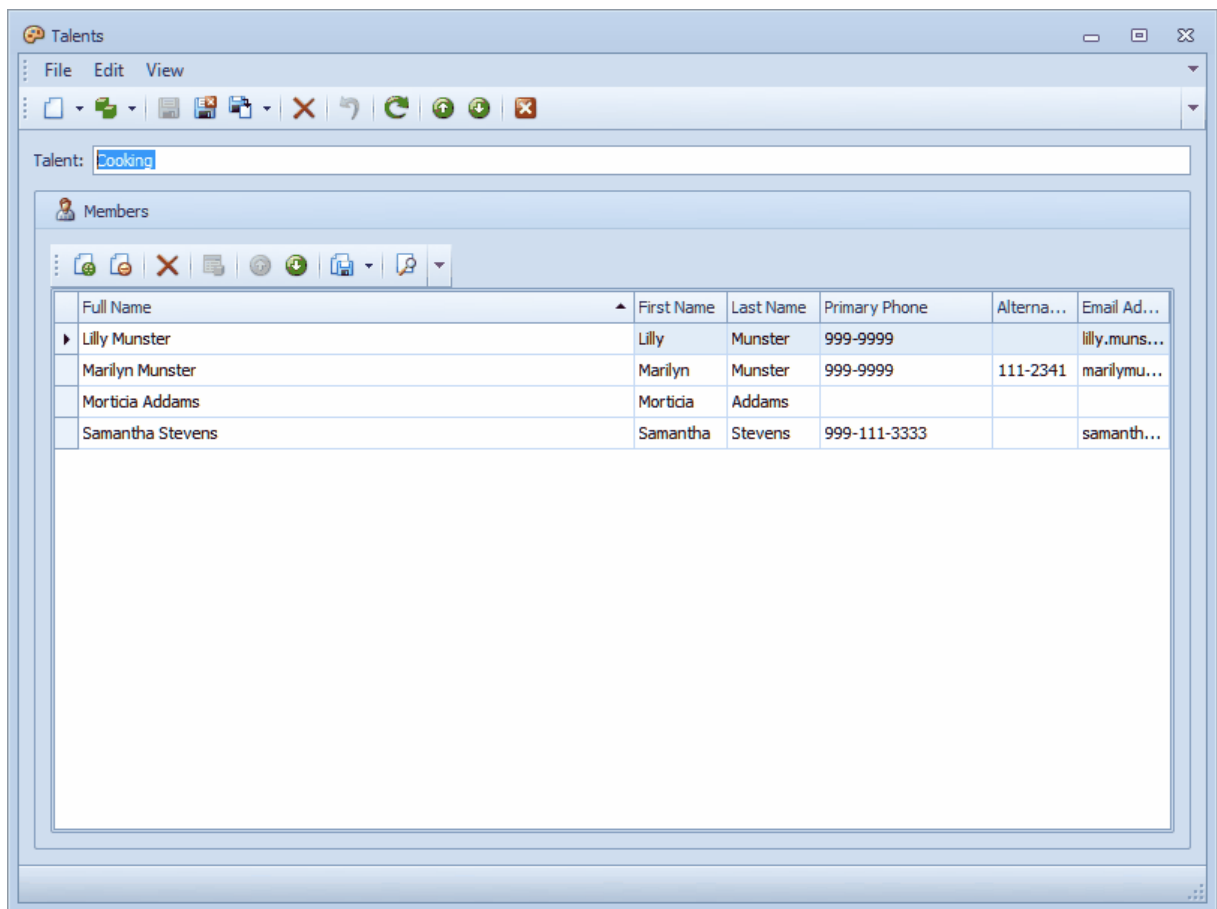 Talents
File Edit View
Talent: Cooking
Members
Full Name First Name Last Name Primary Phone Alterna... Email Ad...
Lilly Munster Lilly Munster 999-9999 lilly.muns...
Marilyn Munster Marilyn Munster 999-9999 111-2341 marilymu...
Morticia Addams Morticia Addams
Samantha Stevens Samantha Stevens 999-111-3333 samanth...